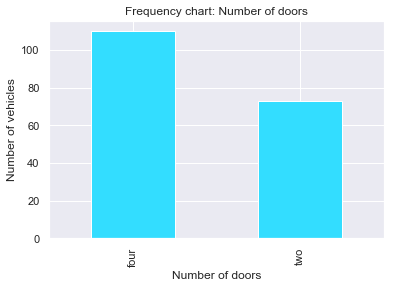 Frequency chart: Number of doors
Number of vehicles
100
80
60
40
20
0
four
two
Number of doors